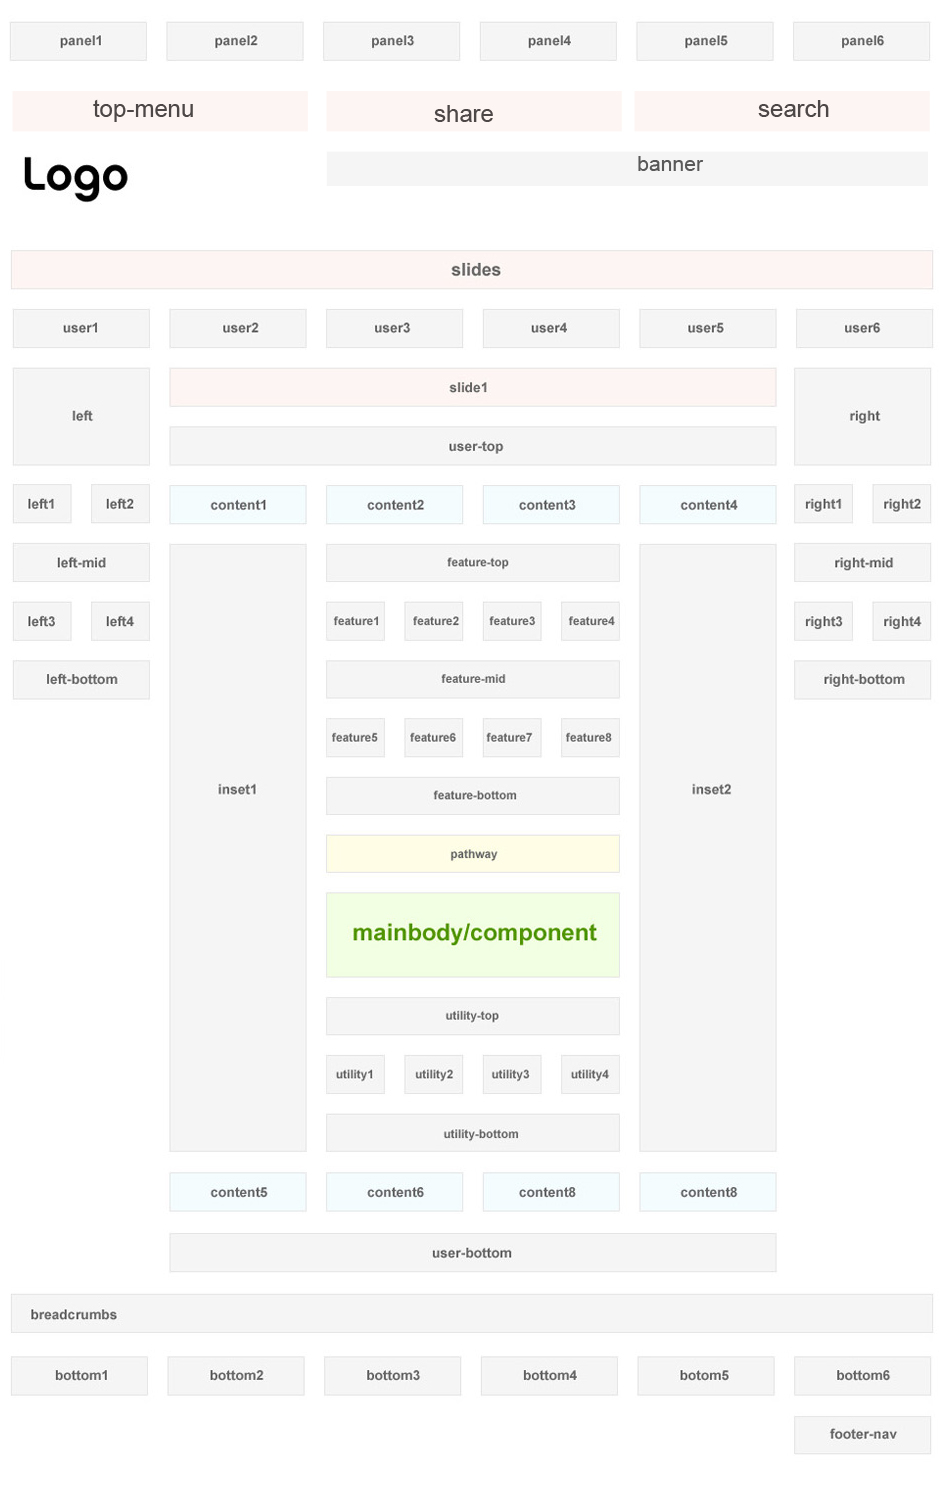 panel1 panel2 panel3 panel4 panel5 panel6
top-menu share search
Logo banner
slides
user1 user2 user3 user4 user5 user6
left slide1 right
user-top
left1 left2 content1 content2 content3 content4 right1 right2
left-mid feature-top right-mid
left3 left4 feature1 feature2 feature3 feature4 right3 right4
left-bottom feature-mid right-bottom
feature5 feature6 feature7 feature8
inset1 feature-bottom inset2
pathway
mainbody/component
utility-top
utility1 utility2 utility3 utility4
utility-bottom
content5 content6 content8 content8
user-bottom
breadcrumbs
bottom1 bottom2 bottom3 bottom4 botom5 bottom6
footer-nav